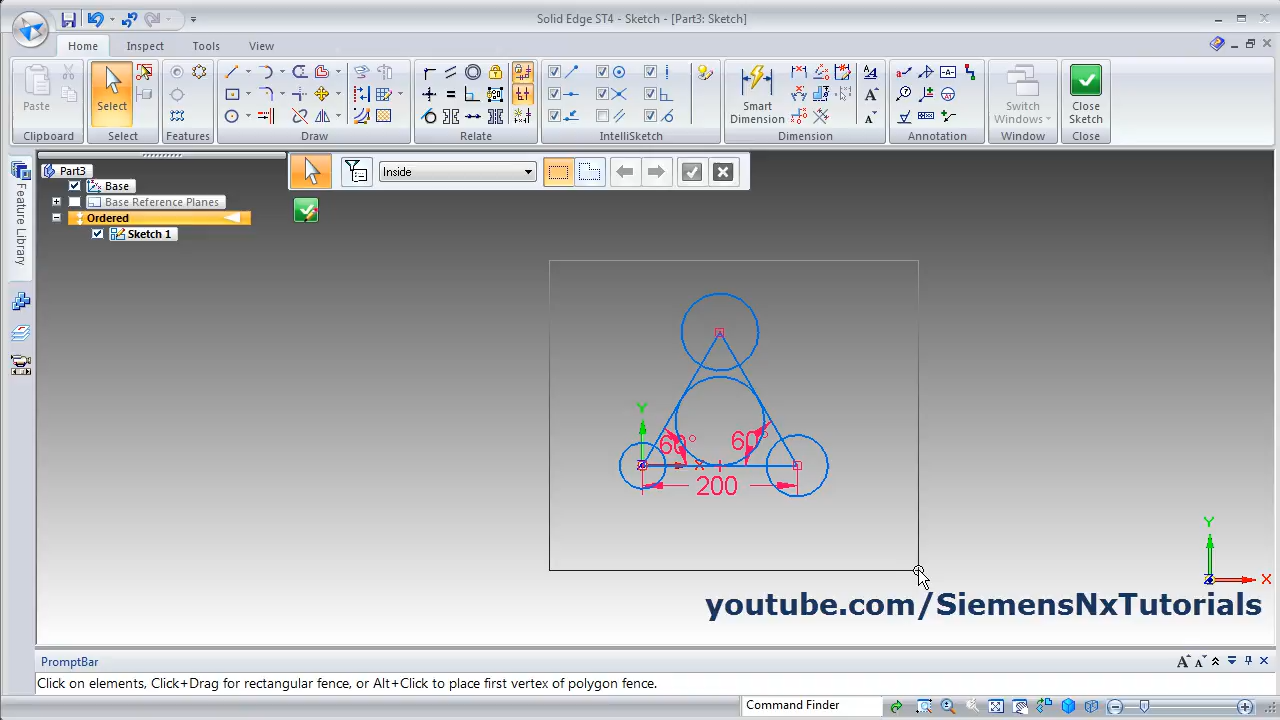 Solid Edge ST4 - Sketch - [Part3: Sketch]
Home Inspect Tools View
Paste Select Smart Dimension Switch Windows Close Sketch
Clipboard Select Features Draw Relate IntelliSketch Dimension Annotation Window Close
Feature Library
Part3
Inside
Base
Base Reference Planes
Ordered
Sketch 1
Y
60° 60°
X
200
Y
X
youtube.com/SiemensNxTutorials
PromptBar
Click on elements, Click+Drag for rectangular fence, or Alt+Click to place first vertex of polygon fence.
Command Finder